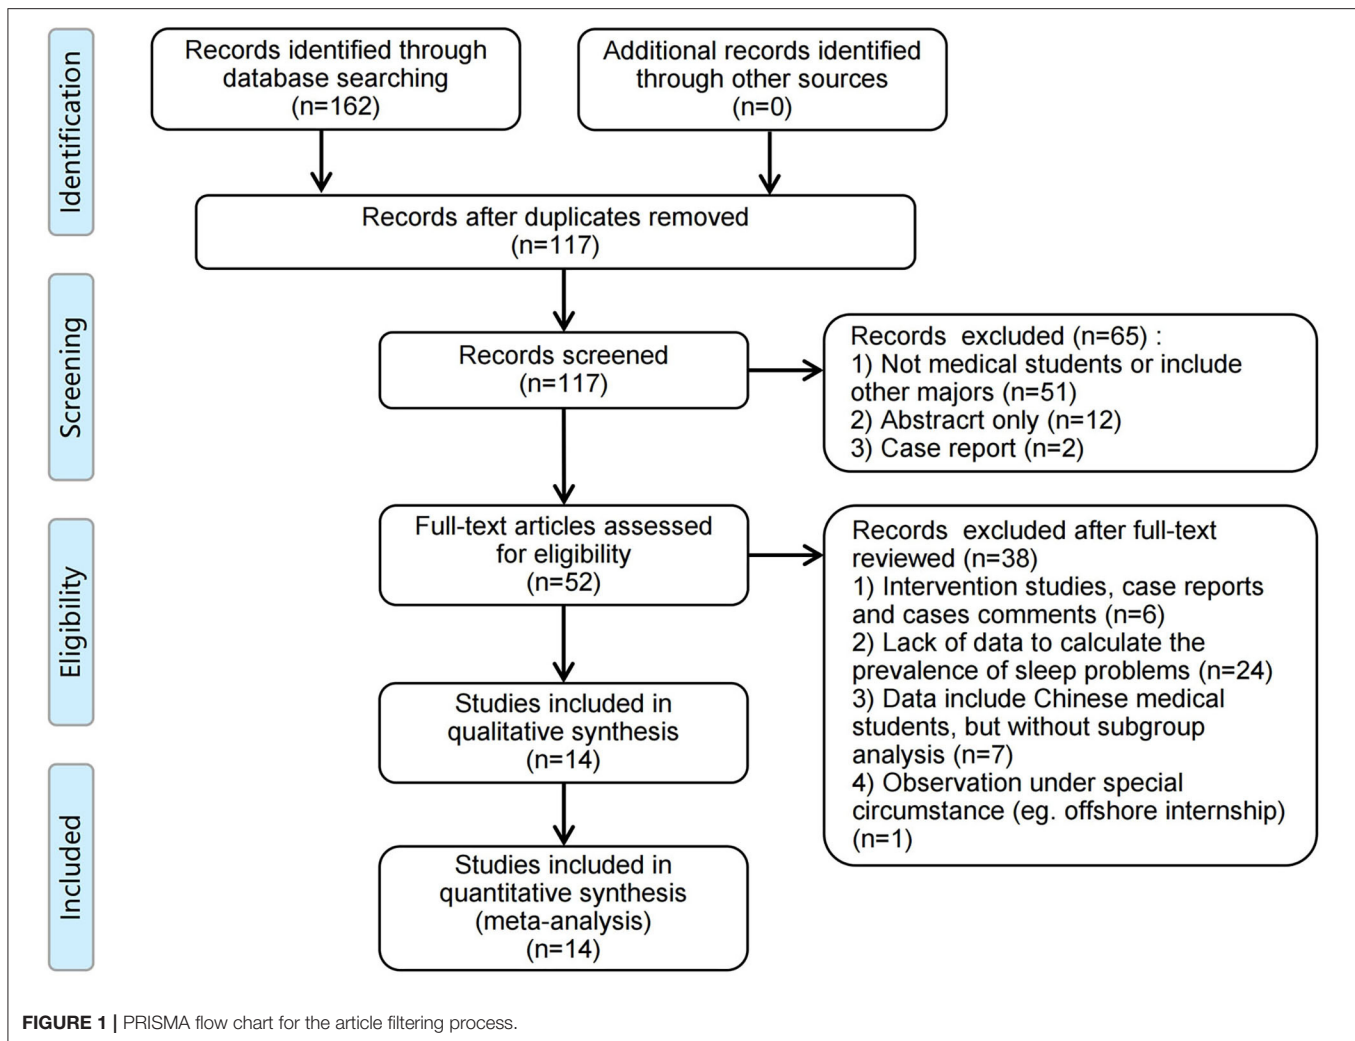 Identification
Records identified through
database searching
(n=162)
Additional records identified
through other sources
(n=0)
Records after duplicates removed
(n=117)
Screening
Records screened
(n=117)
Records  excluded (n=65) :
1) Not medical students or include
other majors (n=51)
2) Abstracrt only (n=12)
3) Case report (n=2)
Eligibility
Full-text articles assessed
for eligibility
(n=52)
Records  excluded after full-text
reviewed (n=38)
1) Intervention studies, case reports
and cases comments (n=6)
2) Lack of data to calculate the
prevalence of sleep problems (n=24)
3) Data include Chinese medical
students, but without subgroup
analysis (n=7)
4) Observation under special
circumstance (eg. offshore internship)
(n=1)
Studies included in
qualitative synthesis
(n=14)
Included
Studies included in
quantitative synthesis
(meta-analysis)
(n=14)
FIGURE 1 | PRISMA flow chart for the article filtering process.